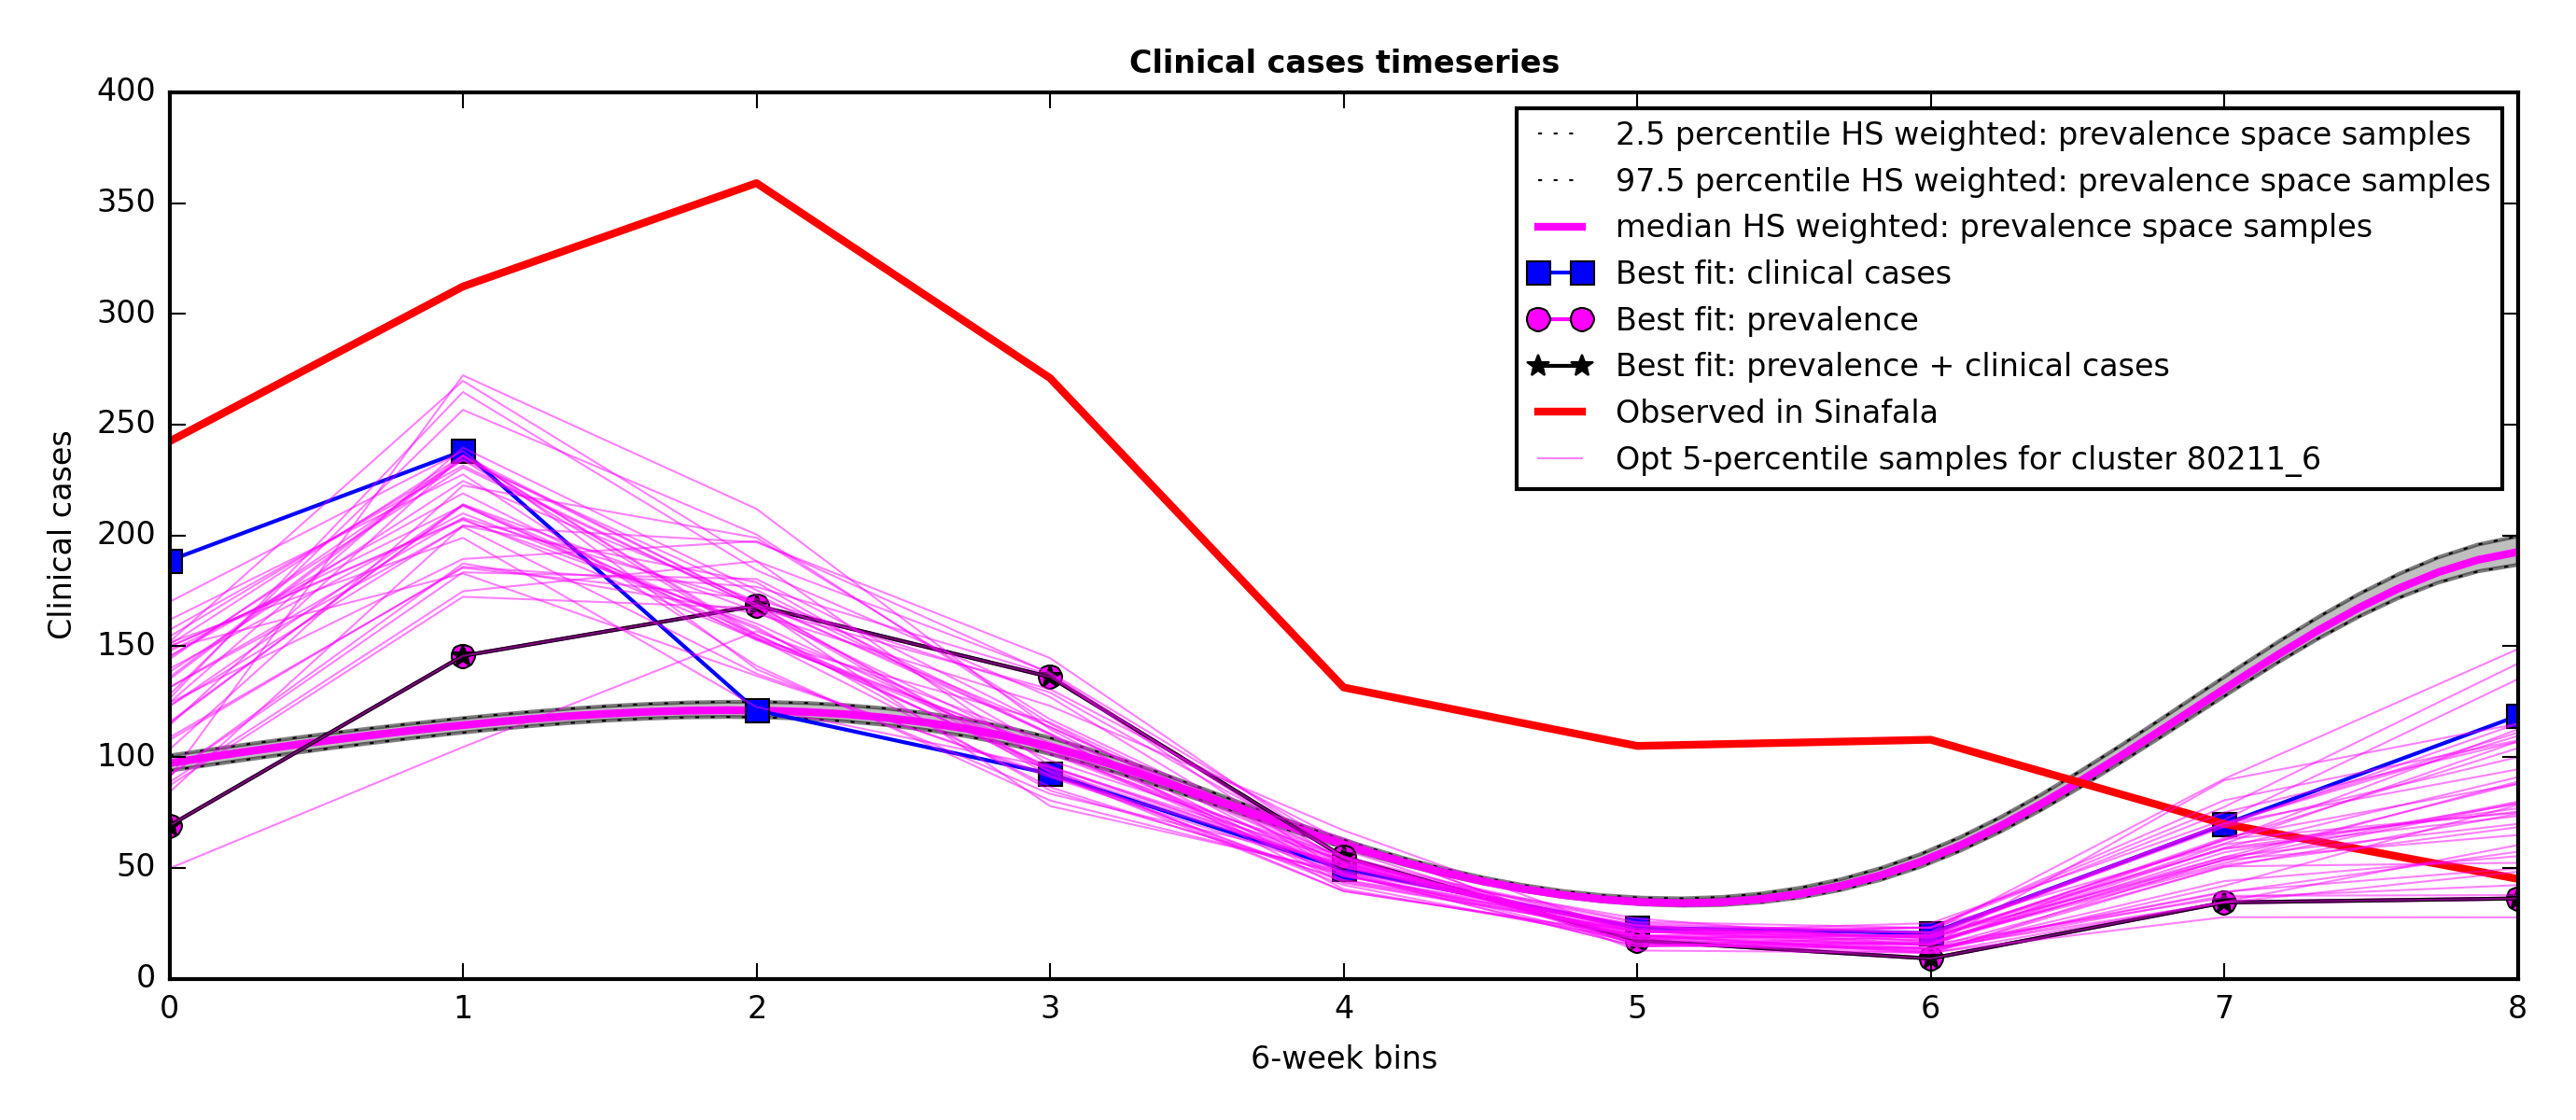 Clinical cases timeseries
400
350
300
250
200
150
100
50
0
Clinical cases
2.5 percentile HS weighted: prevalence space samples
97.5 percentile HS weighted: prevalence space samples
median HS weighted: prevalence space samples
Best fit: clinical cases
Best fit: prevalence
Best fit: prevalence + clinical cases
Observed in Sinafala
Opt 5-percentile samples for cluster 80211_6
0 1 2 3 4 5 6 7 8
6-week bins